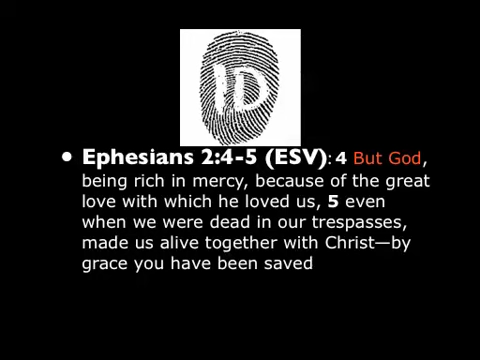 ID
• Ephesians 2:4-5 (ESV): 4 But God,
being rich in mercy, because of the great
love with which he loved us, 5 even
when we were dead in our trespasses,
made us alive together with Christ—by
grace you have been saved